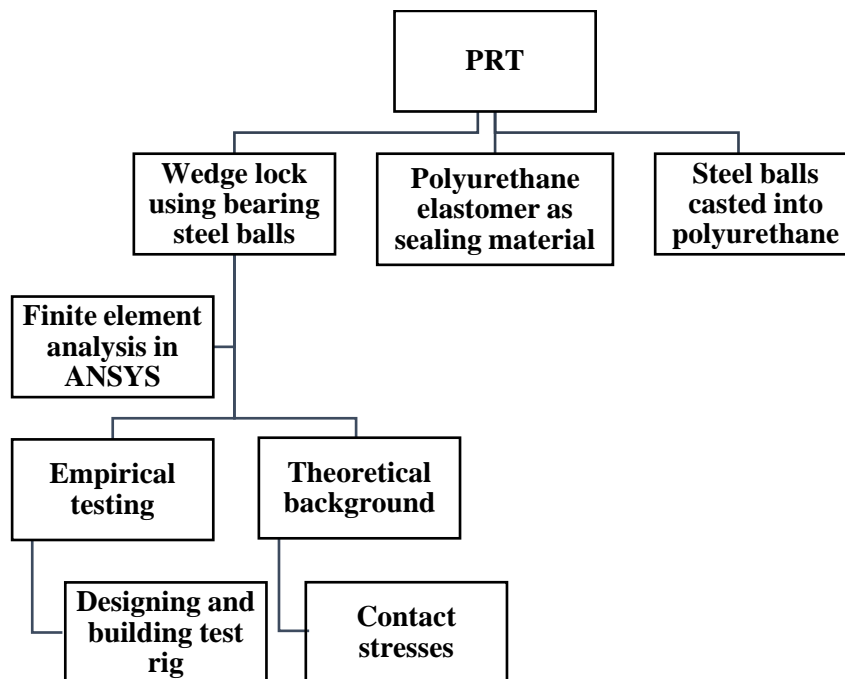 PRT
Wedge lock
using bearing
steel balls
Polyurethane
elastomer as
sealing material
Steel balls
casted into
polyurethane
Finite element
analysis in
ANSYS
Empirical
testing
Theoretical
background
Designing and
building test
rig
Contact
stresses